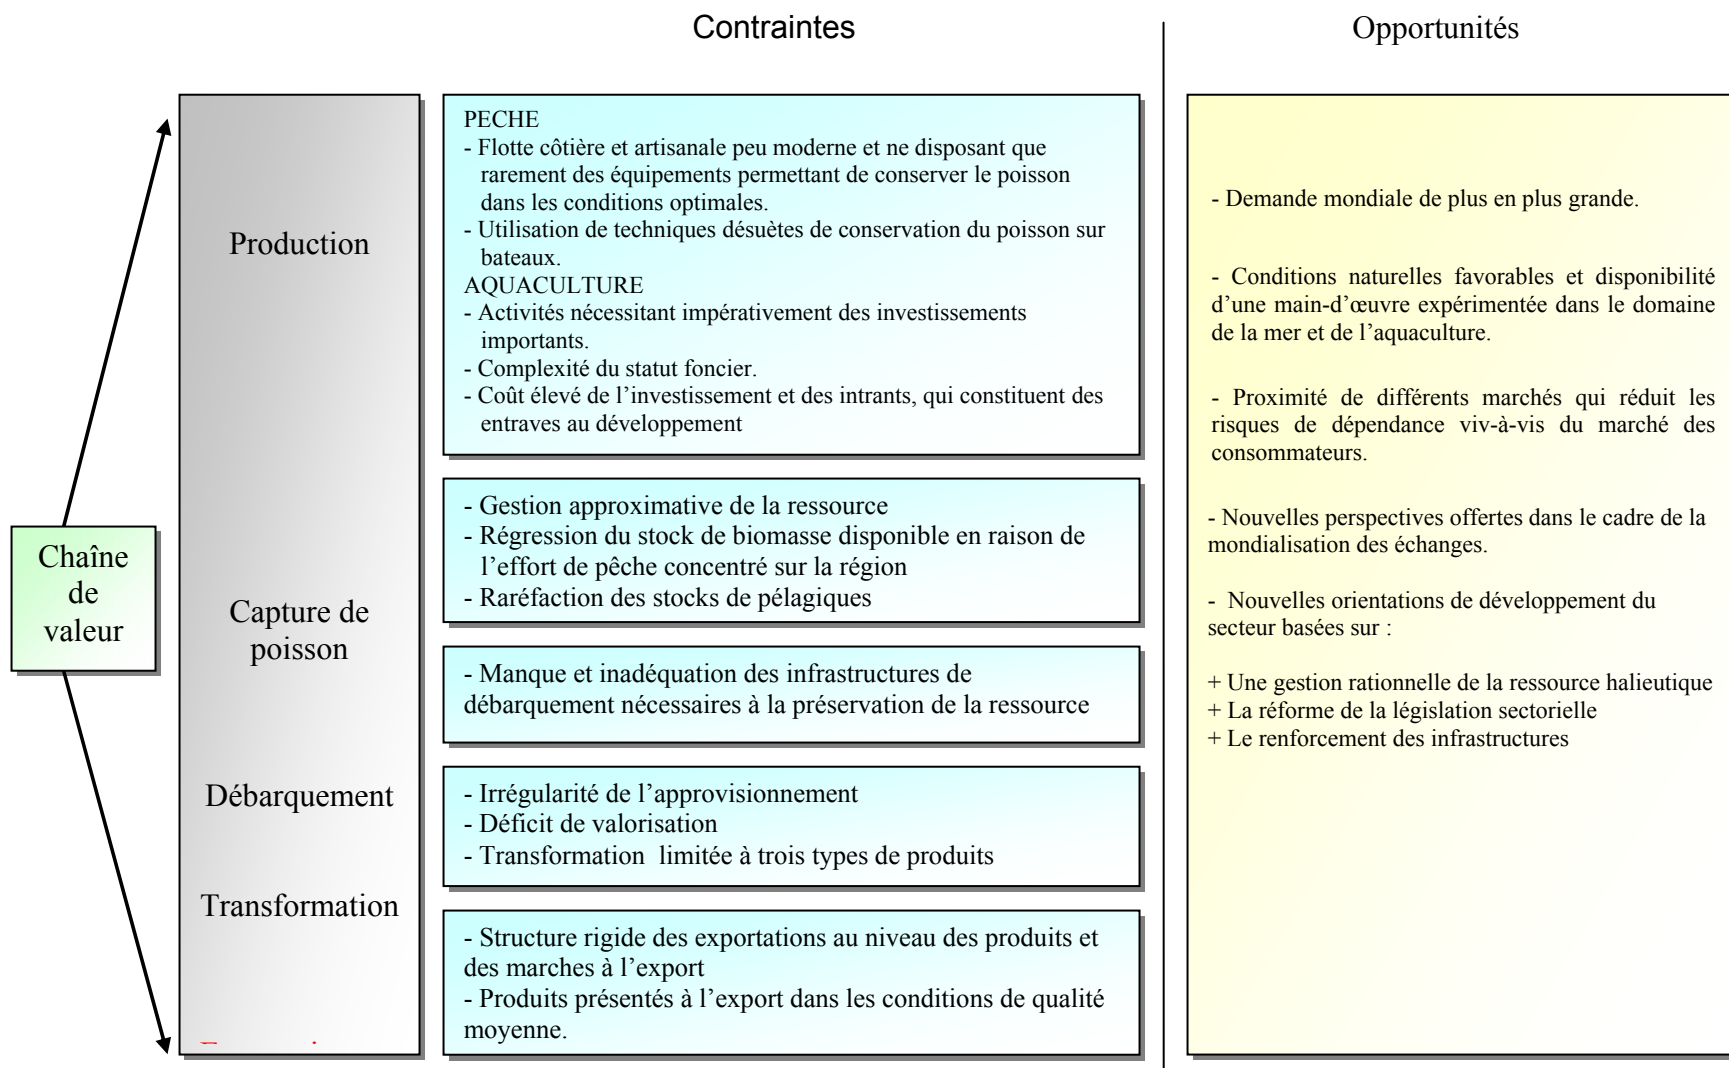 Contraintes
Opportunités
Chaîne
de
valeur
Production
Capture de
poisson
Débarquement
Transformation
PECHE
- Flotte côtière et artisanale peu moderne et ne disposant que
rarement des équipements permettant de conserver le poisson
dans les conditions optimales.
- Utilisation de techniques désuètes de conservation du poisson sur
bateaux.
AQUACULTURE
- Activités nécessitant impérativement des investissements
importants.
- Complexité du statut foncier.
- Coût élevé de l’investissement et des intrants, qui constituent des
entraves au développement
- Gestion approximative de la ressource
- Régression du stock de biomasse disponible en raison de
l’effort de pêche concentré sur la région
- Raréfaction des stocks de pélagiques
- Manque et inadéquation des infrastructures de
débarquement nécessaires à la préservation de la ressource
- Irrégularité de l’approvisionnement
- Déficit de valorisation
- Transformation limitée à trois types de produits
- Structure rigide des exportations au niveau des produits et
des marches à l’export
- Produits présentés à l’export dans les conditions de qualité
moyenne.
- Demande mondiale de plus en plus grande.
- Conditions naturelles favorables et disponibilité
d’une main-d’œuvre expérimentée dans le domaine
de la mer et de l’aquaculture.
- Proximité de différents marchés qui réduit les
risques de dépendance viv-à-vis du marché des
consommateurs.
- Nouvelles perspectives offertes dans le cadre de la
mondialisation des échanges.
- Nouvelles orientations de développement du
secteur basées sur :
+ Une gestion rationnelle de la ressource halieutique
+ La réforme de la législation sectorielle
+ Le renforcement des infrastructures